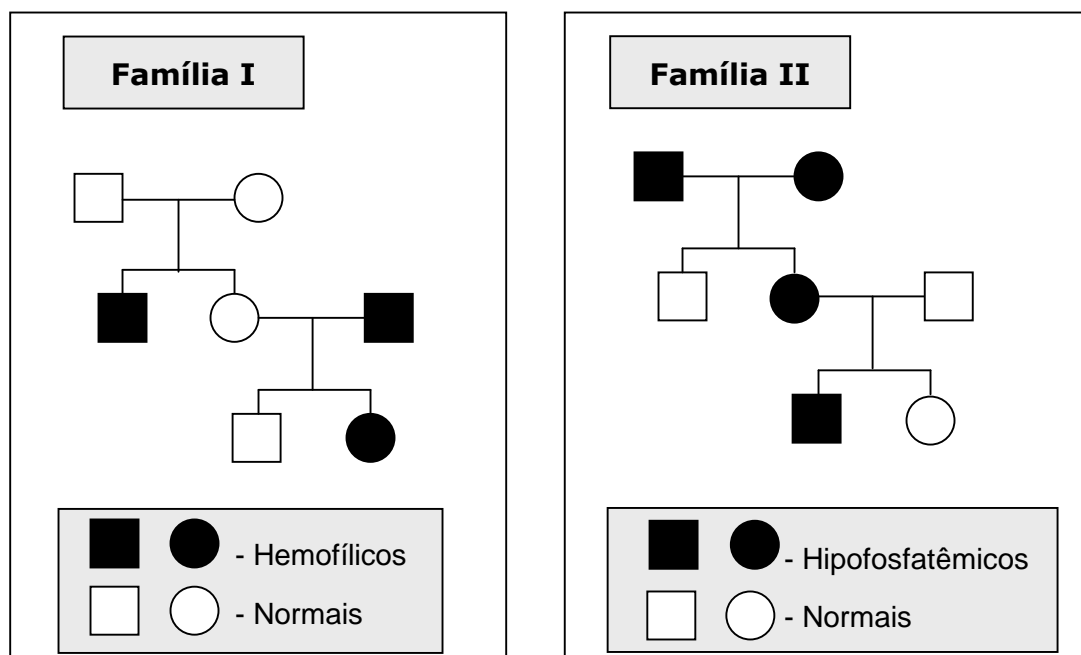 Família I
- Hemofílicos
- Normais
Família II
- Hipofosfatêmicos
- Normais